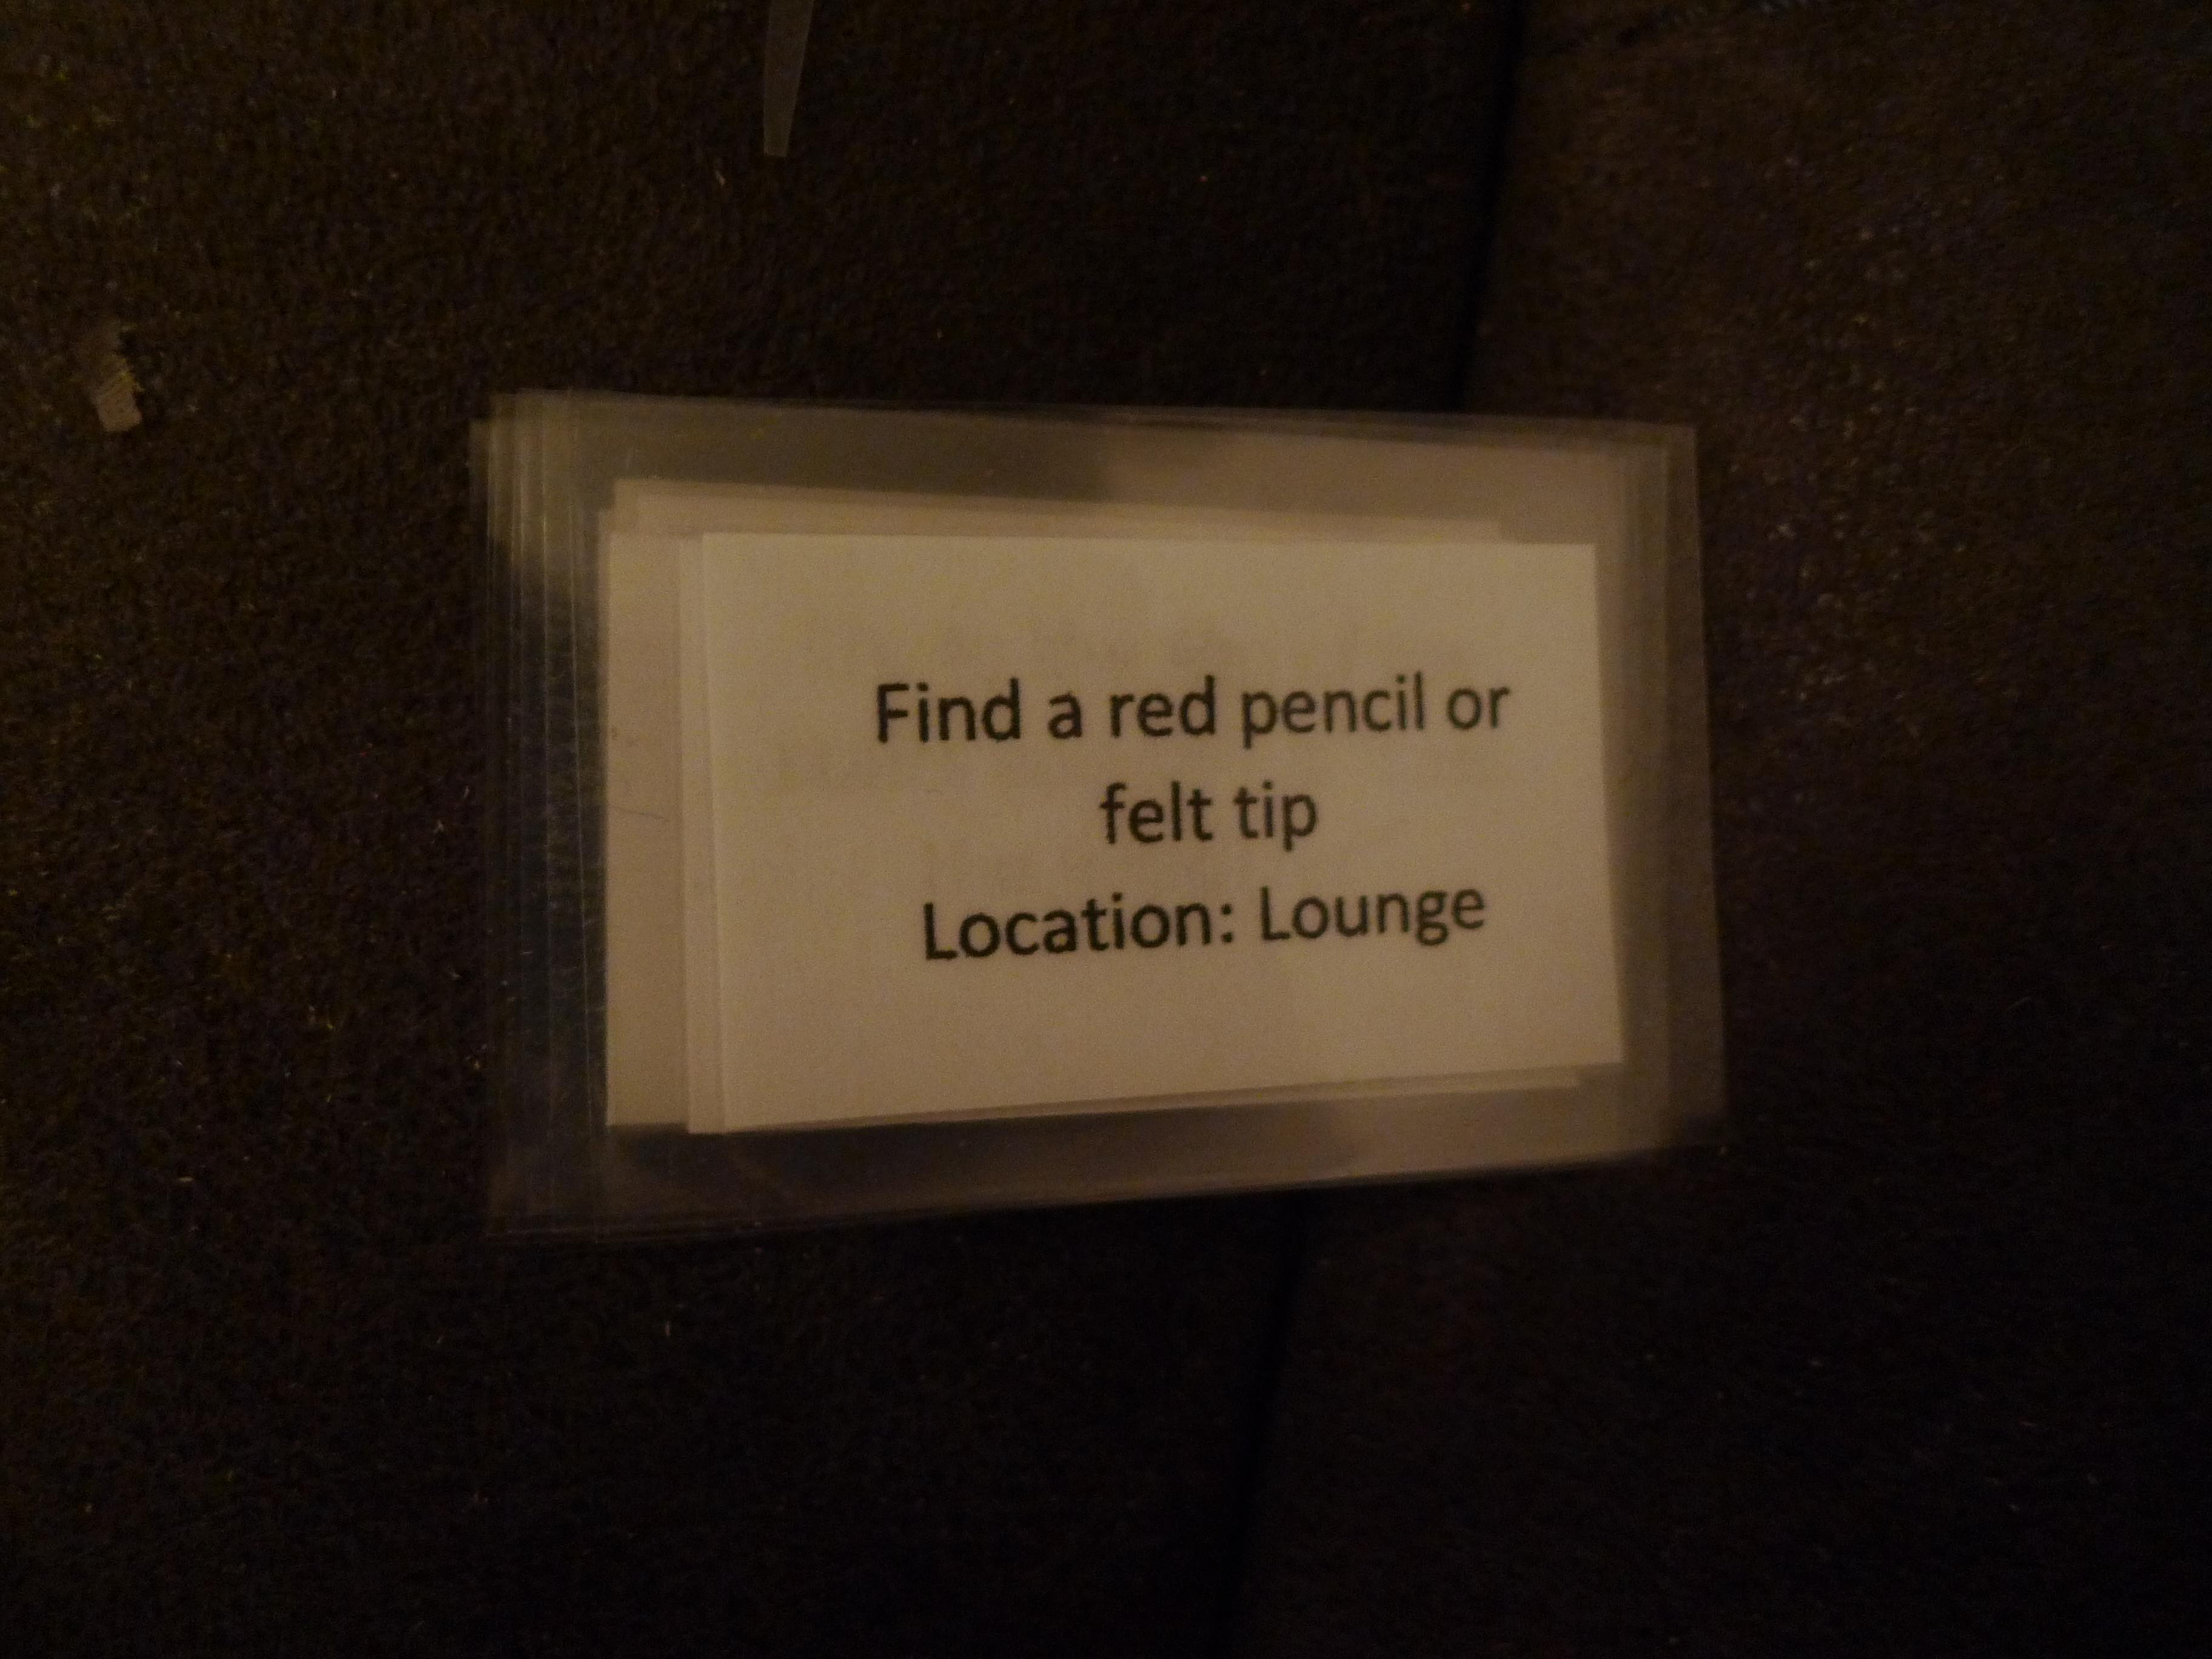 Find a red pencil or
felt tip
Location: Lounge